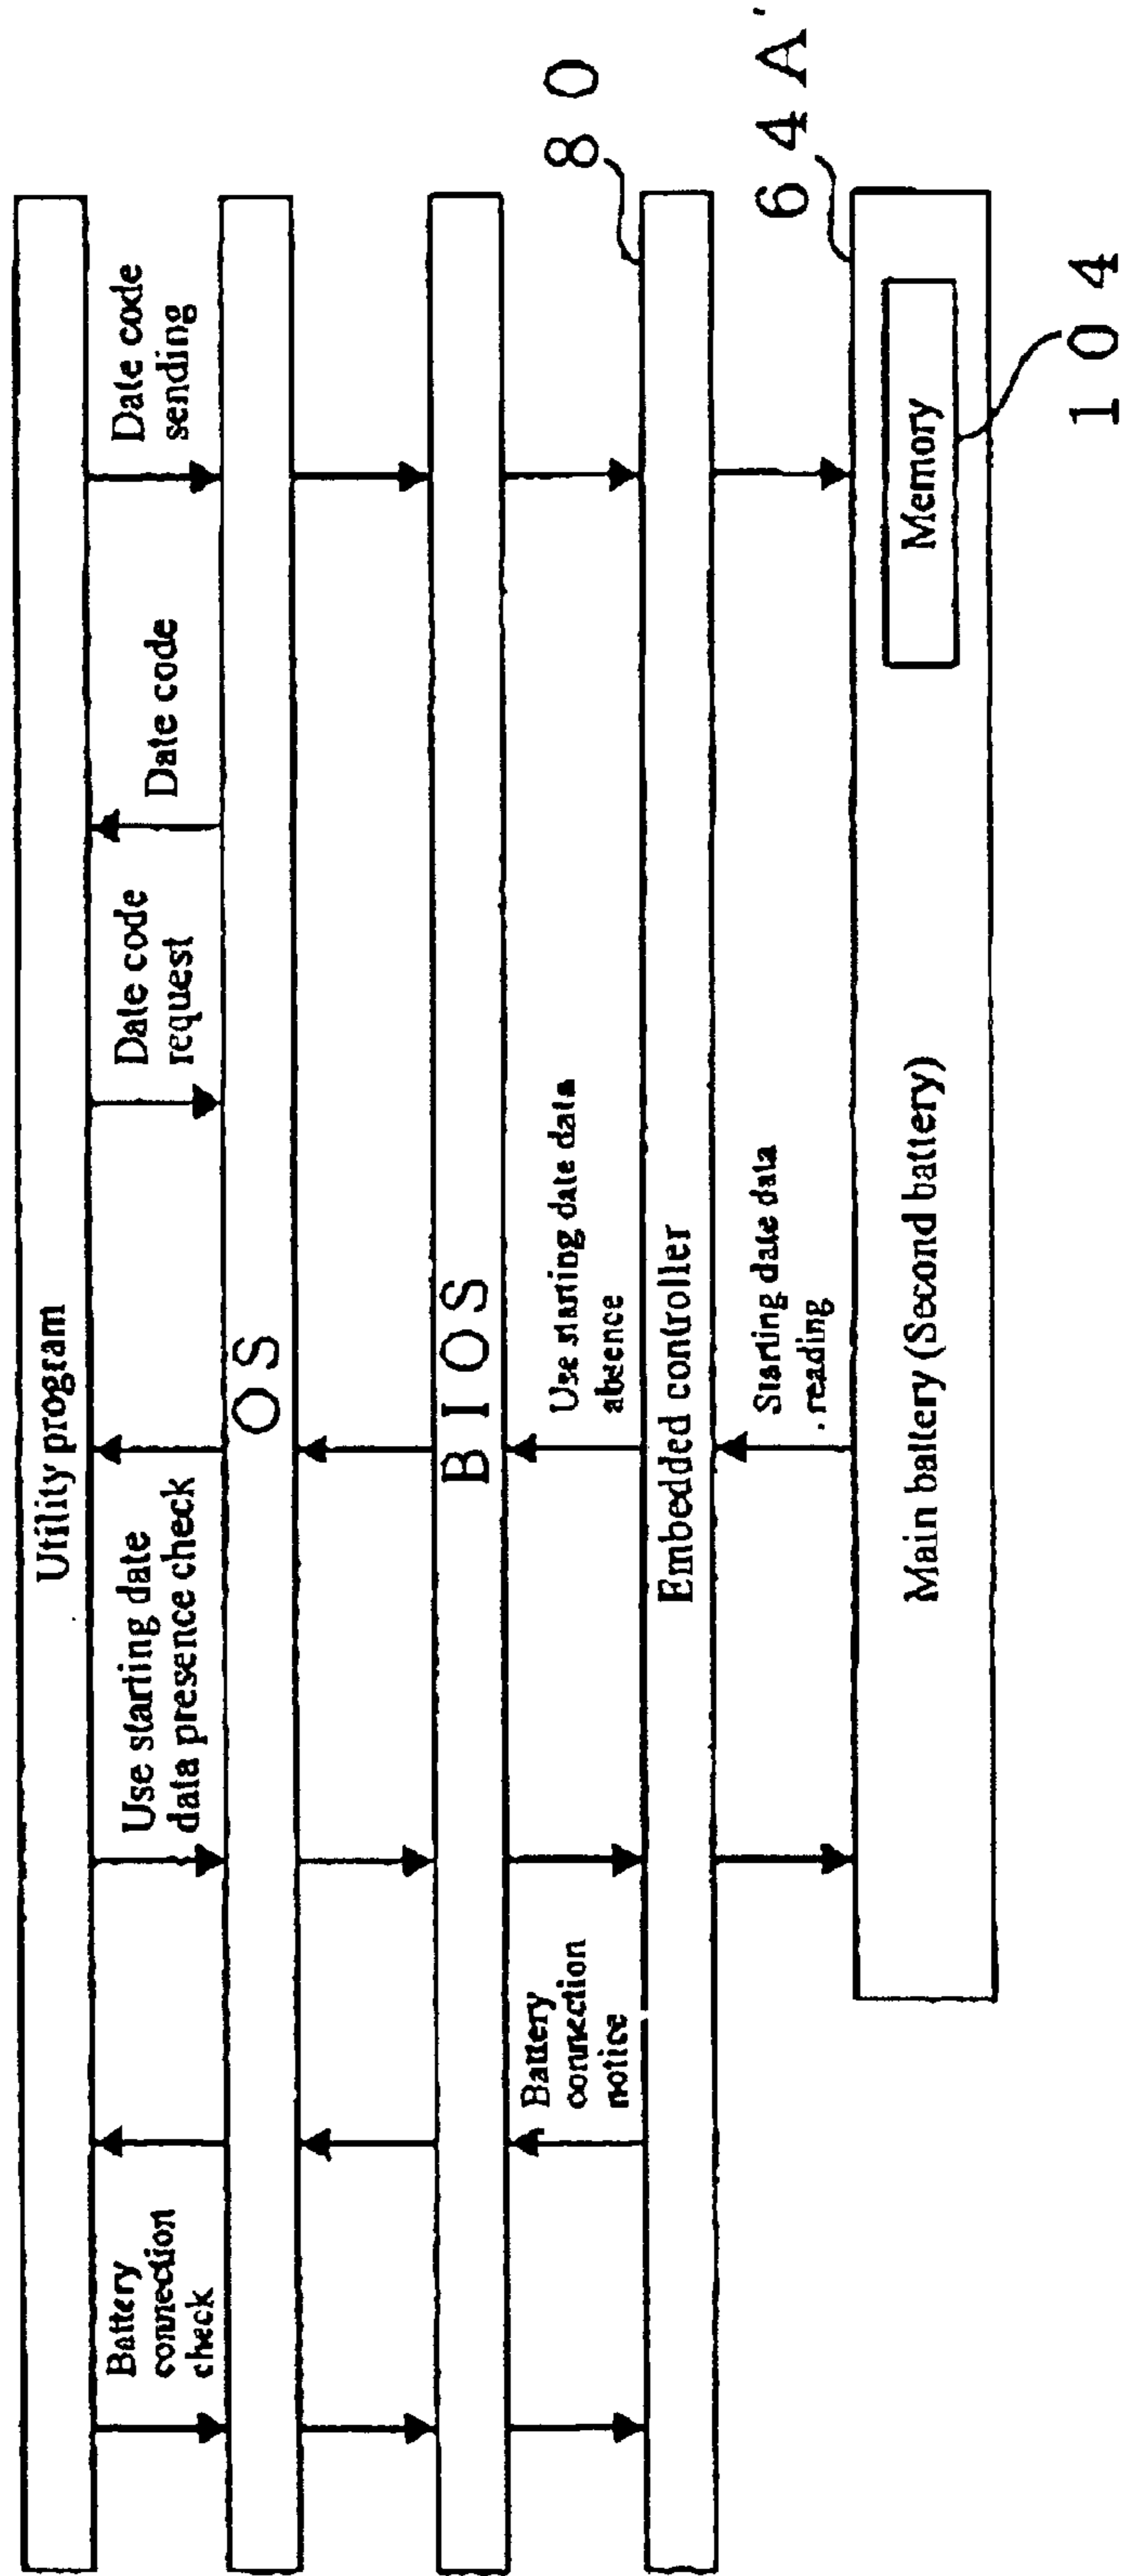 Utility program
Battery
connection
check
Use starting date
data presence check
Date code
request
Date code
Date code
sending
OS
BIOS
Battery
connection
notice
Use starting date data
absence
Embedded controller
80
Starting date data
reading
Main battery (Second battery)
Memory
64A'
104